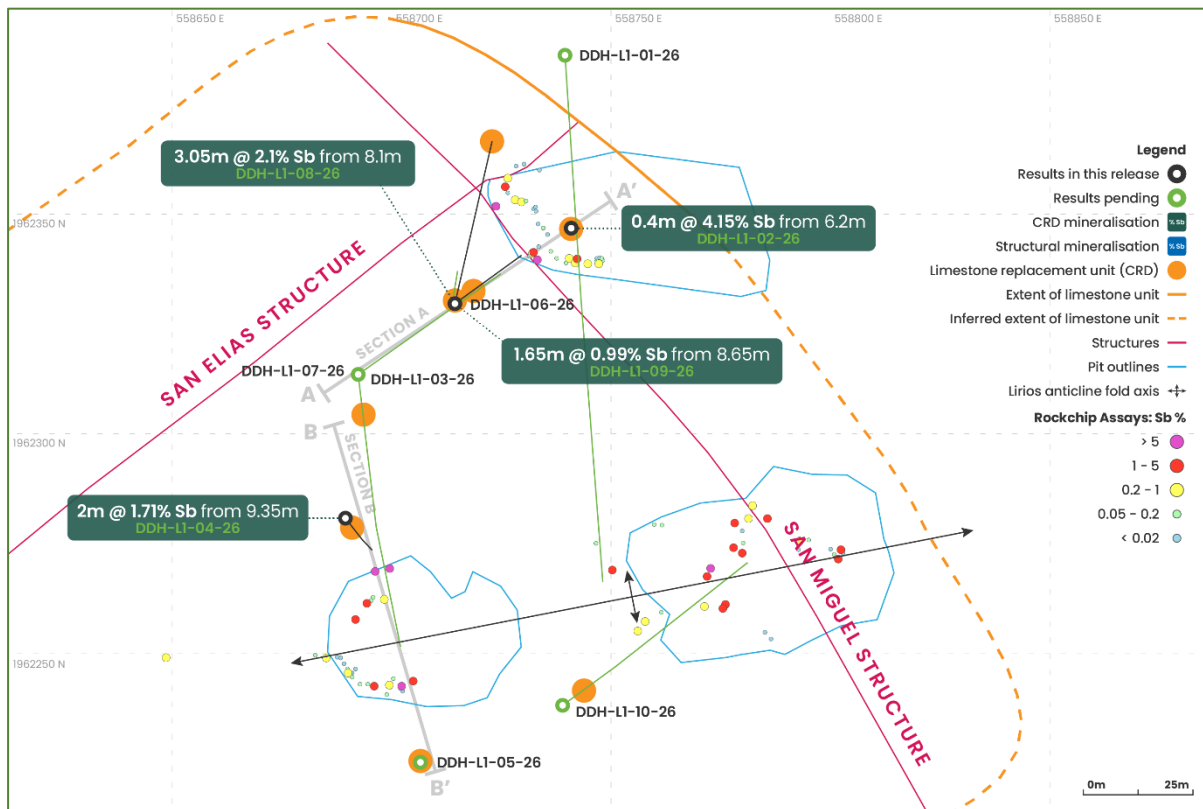 558650 E
558700 E
558750 E
558800 E
558850 E
DDH-L1-01-26
3.05m @ 2.1% Sb from 8.1m
DDH-L1-08-26
A'
1962350 N
0.4m @ 4.15% Sb from 6.2m
DDH-L1-02-26
SAN ELIAS STRUCTURE
DDH-L1-06-26
SECTION A
1.65m @ 0.99% Sb from 8.65m
DDH-L1-09-26
DDH-L1-07-26
DDH-L1-03-26
A
B
1962300 N
SECTION B
2m @ 1.71% Sb from 9.35m
DDH-L1-04-26
SAN MIGUEL STRUCTURE
1962250 N
DDH-L1-10-26
DDH-L1-05-26
B'
Legend
Results in this release
Results pending
CRD mineralisation
% Sb
Structural mineralisation
% Sb
Limestone replacement unit (CRD)
Extent of limestone unit
Inferred extent of limestone unit
Structures
Pit outlines
Lirios anticline fold axis
Rockchip Assays: Sb %
> 5
1 - 5
0.2 - 1
0.05 - 0.2
< 0.02
0m
25m